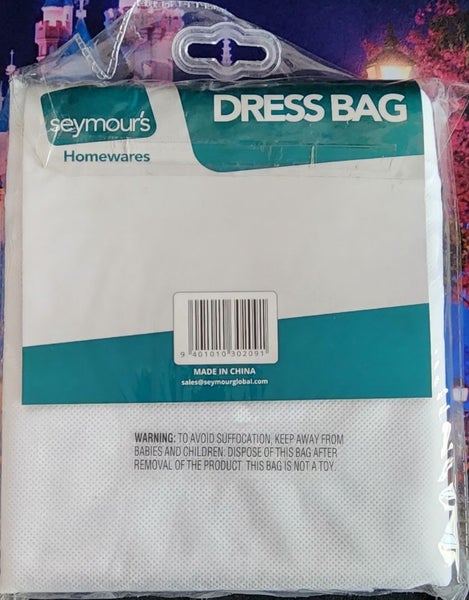 seymour's
DRESS BAG
Homewares
9 401010 302091
MADE IN CHINA
sales@seymourglobal.com
WARNING: TO AVOID SUFFOCATION, KEEP AWAY FROM
BABIES AND CHILDREN. DISPOSE OF THIS BAG AFTER
REMOVAL OF THE PRODUCT. THIS BAG IS NOT A TOY.